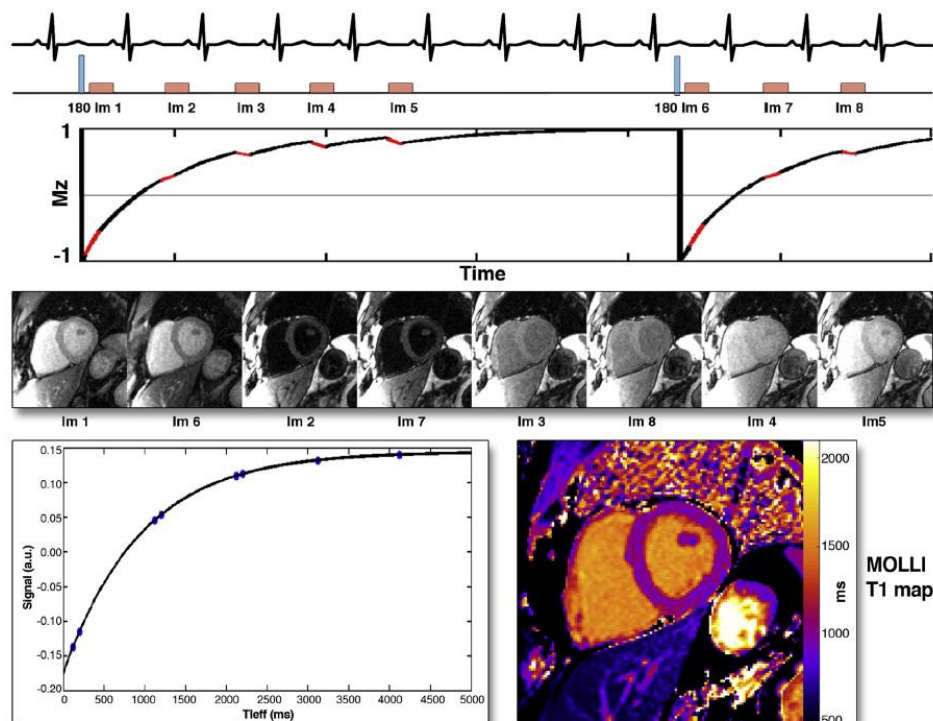 180 Im 1 Im 2 Im 3 Im 4 Im 5 180 Im 6 Im 7 Im 8
1
Mz
-1
Time
Im 1 Im 6 Im 2 Im 7 Im 3 Im 8 Im 4 Im5
0.15
0.10
0.05
0.00
-0.05
-0.10
-0.15
-0.20
Signal (a.u.)
0 500 1000 1500 2000 2500 3000 3500 4000 4500 5000
TIeff (ms)
2000
1500
1000
500
ms
MOLLI
T1 map